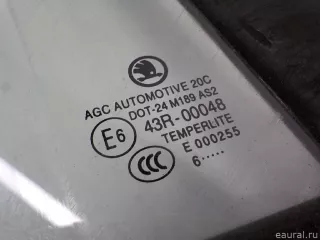 AGC AUTOMOTIVE 20C
DOT-24 M189 AS2
E6 43R-00048
TEMPERLITE
CCC E 000255
6.....
eaural.ru